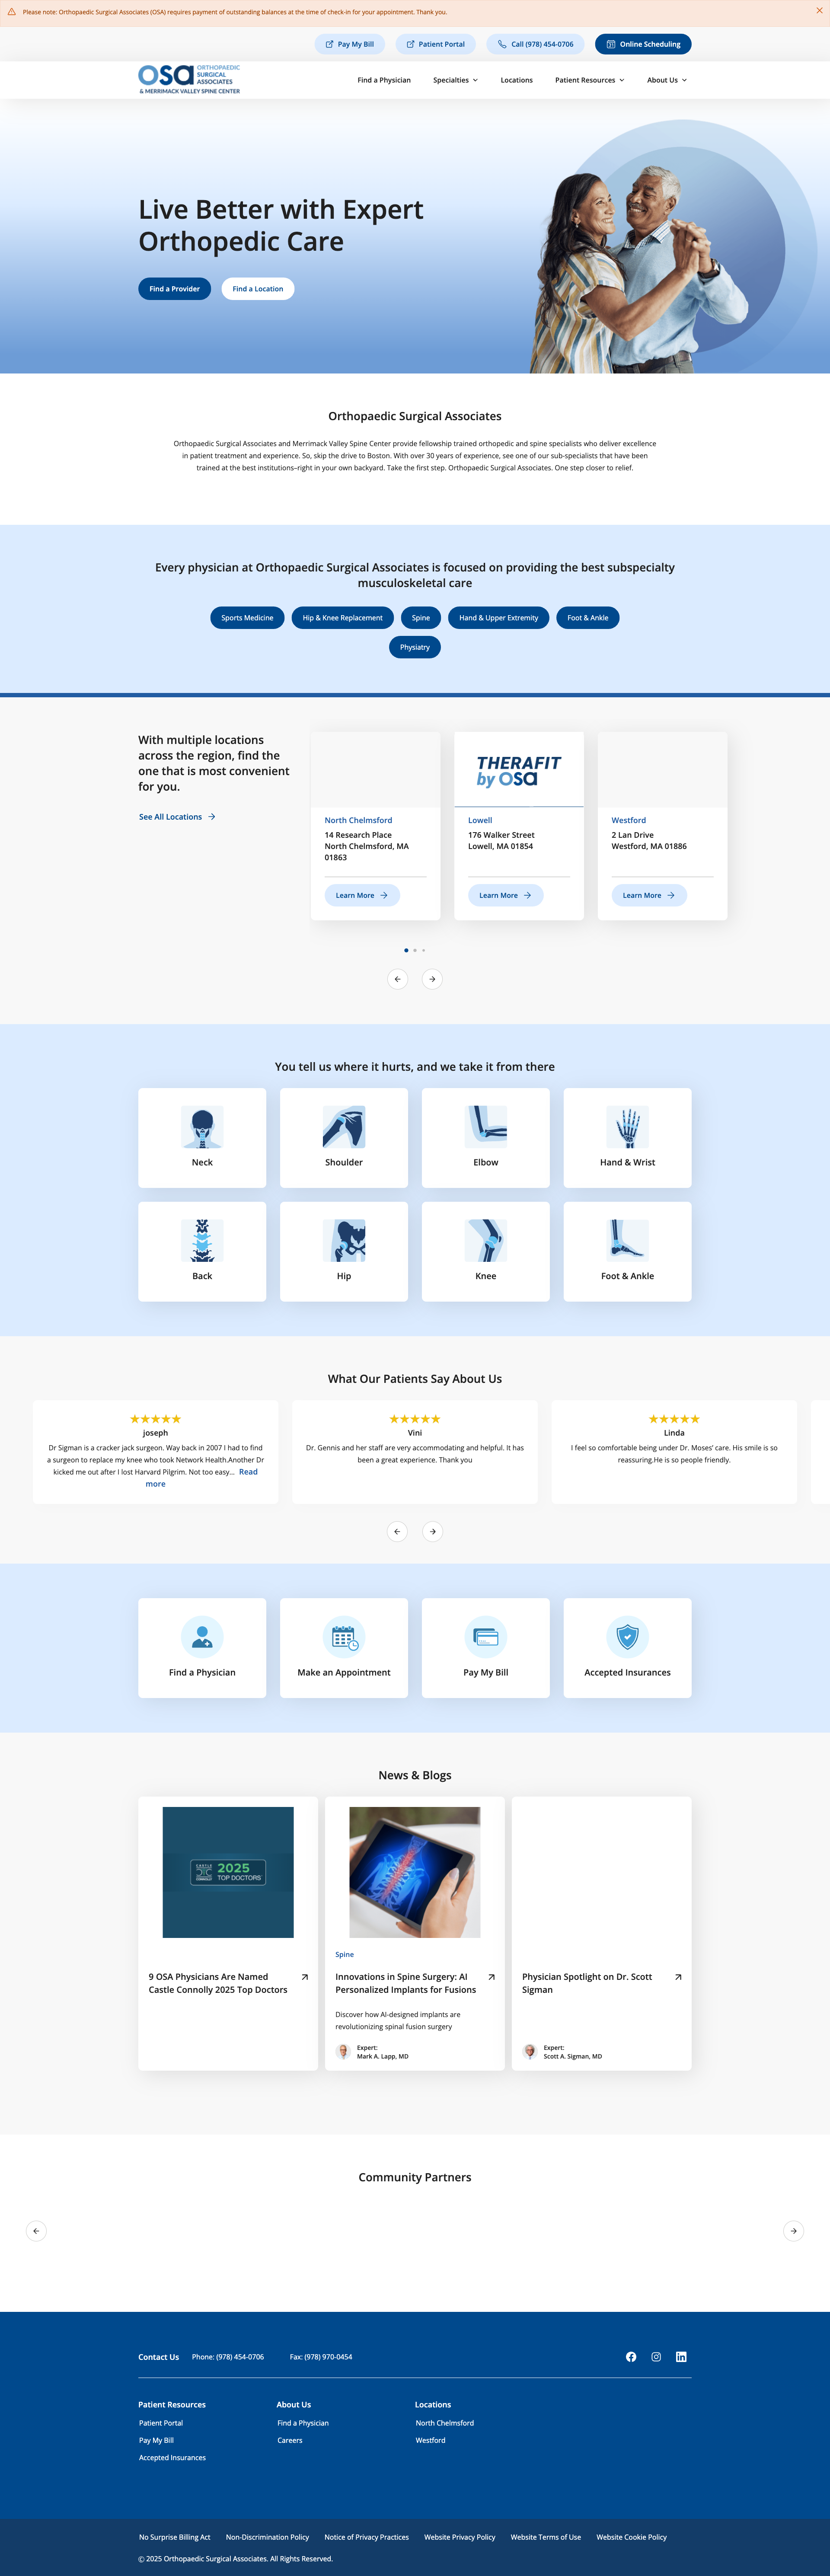 Please note: Orthopaedic Surgical Associates (OSA) requires payment of outstanding balances at the time of check-in for your appointment. Thank you.
Pay My Bill
Patient Portal
Call (978) 454-0706
Online Scheduling
OSA ORTHOPAEDIC
SURGICAL
ASSOCIATES
& MERRIMACK VALLEY SPINE CENTER
Find a Physician
Specialties
Locations
Patient Resources
About Us
Live Better with Expert
Orthopedic Care
Find a Provider
Find a Location
Orthopaedic Surgical Associates
Orthopaedic Surgical Associates and Merrimack Valley Spine Center provide fellowship trained orthopedic and spine specialists who deliver excellence
in patient treatment and experience. So, skip the drive to Boston. With over 30 years of experience, see one of our sub-specialists that have been
trained at the best institutions–right in your own backyard. Take the first step. Orthopaedic Surgical Associates. One step closer to relief.
Every physician at Orthopaedic Surgical Associates is focused on providing the best subspecialty
musculoskeletal care
Sports Medicine
Hip & Knee Replacement
Spine
Hand & Upper Extremity
Foot & Ankle
Physiatry
With multiple locations
across the region, find the
one that is most convenient
for you.
See All Locations
North Chelmsford
14 Research Place
North Chelmsford, MA
01863
Learn More
THERAFIT
by OSA
Lowell
176 Walker Street
Lowell, MA 01854
Learn More
Westford
2 Lan Drive
Westford, MA 01886
Learn More
You tell us where it hurts, and we take it from there
Neck
Shoulder
Elbow
Hand & Wrist
Back
Hip
Knee
Foot & Ankle
What Our Patients Say About Us
joseph
Dr Sigman is a cracker jack surgeon. Way back in 2007 I had to find
a surgeon to replace my knee who took Network Health.Another Dr
kicked me out after I lost Harvard Pilgrim. Not too easy... Read
more
Vini
Dr. Gennis and her staff are very accommodating and helpful. It has
been a great experience. Thank you
Linda
I feel so comfortable being under Dr. Moses' care. His smile is so
reassuring.He is so people friendly.
Find a Physician
Make an Appointment
Pay My Bill
Accepted Insurances
News & Blogs
CASTLE
CONNOLLY
2025
TOP DOCTORS
9 OSA Physicians Are Named
Castle Connolly 2025 Top Doctors
Spine
Innovations in Spine Surgery: AI
Personalized Implants for Fusions
Discover how AI-designed implants are
revolutionizing spinal fusion surgery
Expert:
Mark A. Lapp, MD
Physician Spotlight on Dr. Scott
Sigman
Expert:
Scott A. Sigman, MD
Community Partners
Contact Us
Phone: (978) 454-0706
Fax: (978) 970-0454
Patient Resources
Patient Portal
Pay My Bill
Accepted Insurances
About Us
Find a Physician
Careers
Locations
North Chelmsford
Westford
No Surprise Billing Act
Non-Discrimination Policy
Notice of Privacy Practices
Website Privacy Policy
Website Terms of Use
Website Cookie Policy
© 2025 Orthopaedic Surgical Associates. All Rights Reserved.